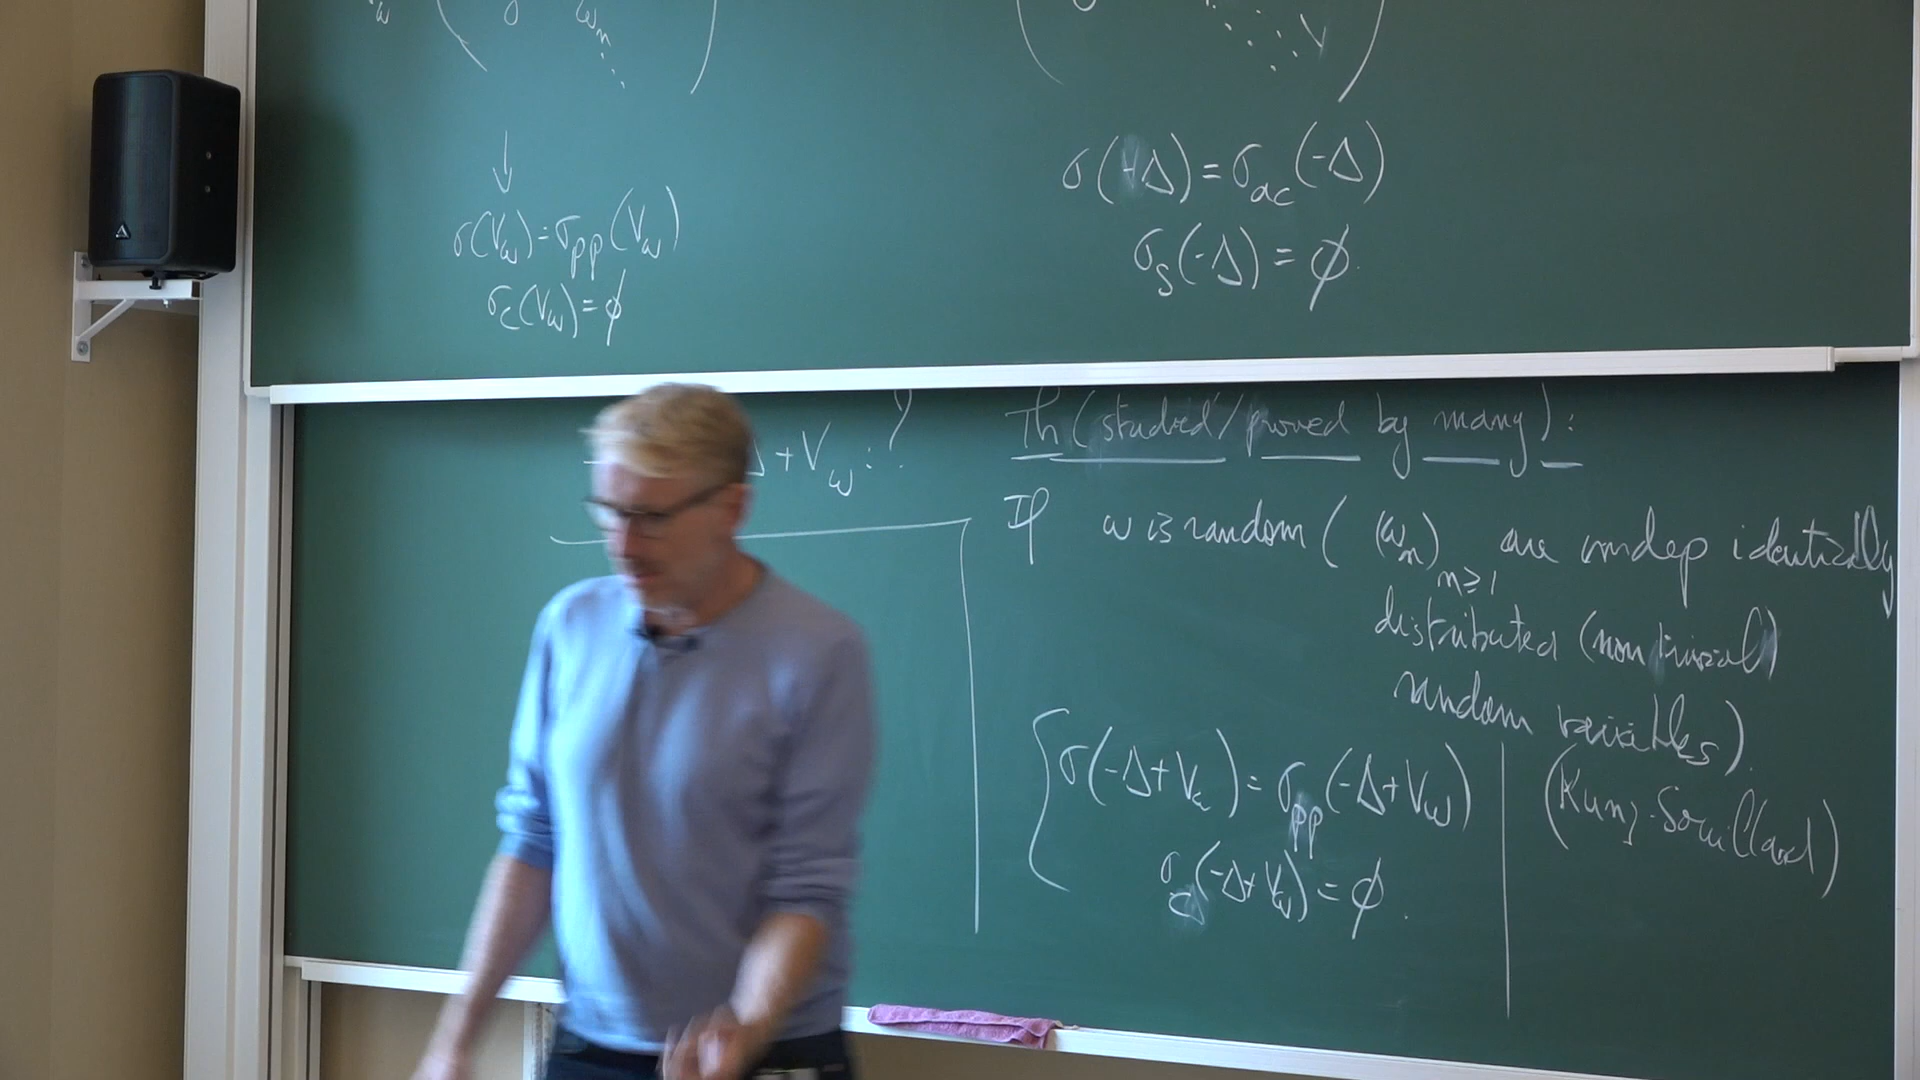 ω ( 0 ω_n ⋱ )
↓
σ(V_ω) = σ_pp(V_ω)
σ_c(V_ω) = ∅
σ(-Δ) = σ_ac(-Δ)
σ_s(-Δ) = ∅.
Δ + V_ω : ?
Th (studied/proved by many) :
If ω is random ( (ω_n)_{n≥1} are indep identically
distributed (non trivial)
random variables).
{ σ(-Δ+V_ω) = σ_pp(-Δ+V_ω)
σ_c(-Δ+V_ω) = ∅.
(Kunz-Souillard)